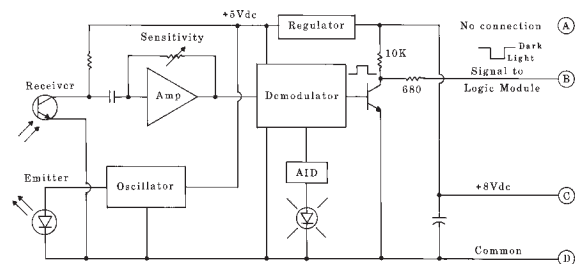 +5Vdc
Regulator
No connection
A
Sensitivity
10K
Dark
Light
Receiver
Amp
Demodulator
Signal to
B
680
Logic Module
Emitter
Oscillator
AID
+8Vdc
C
Common
D